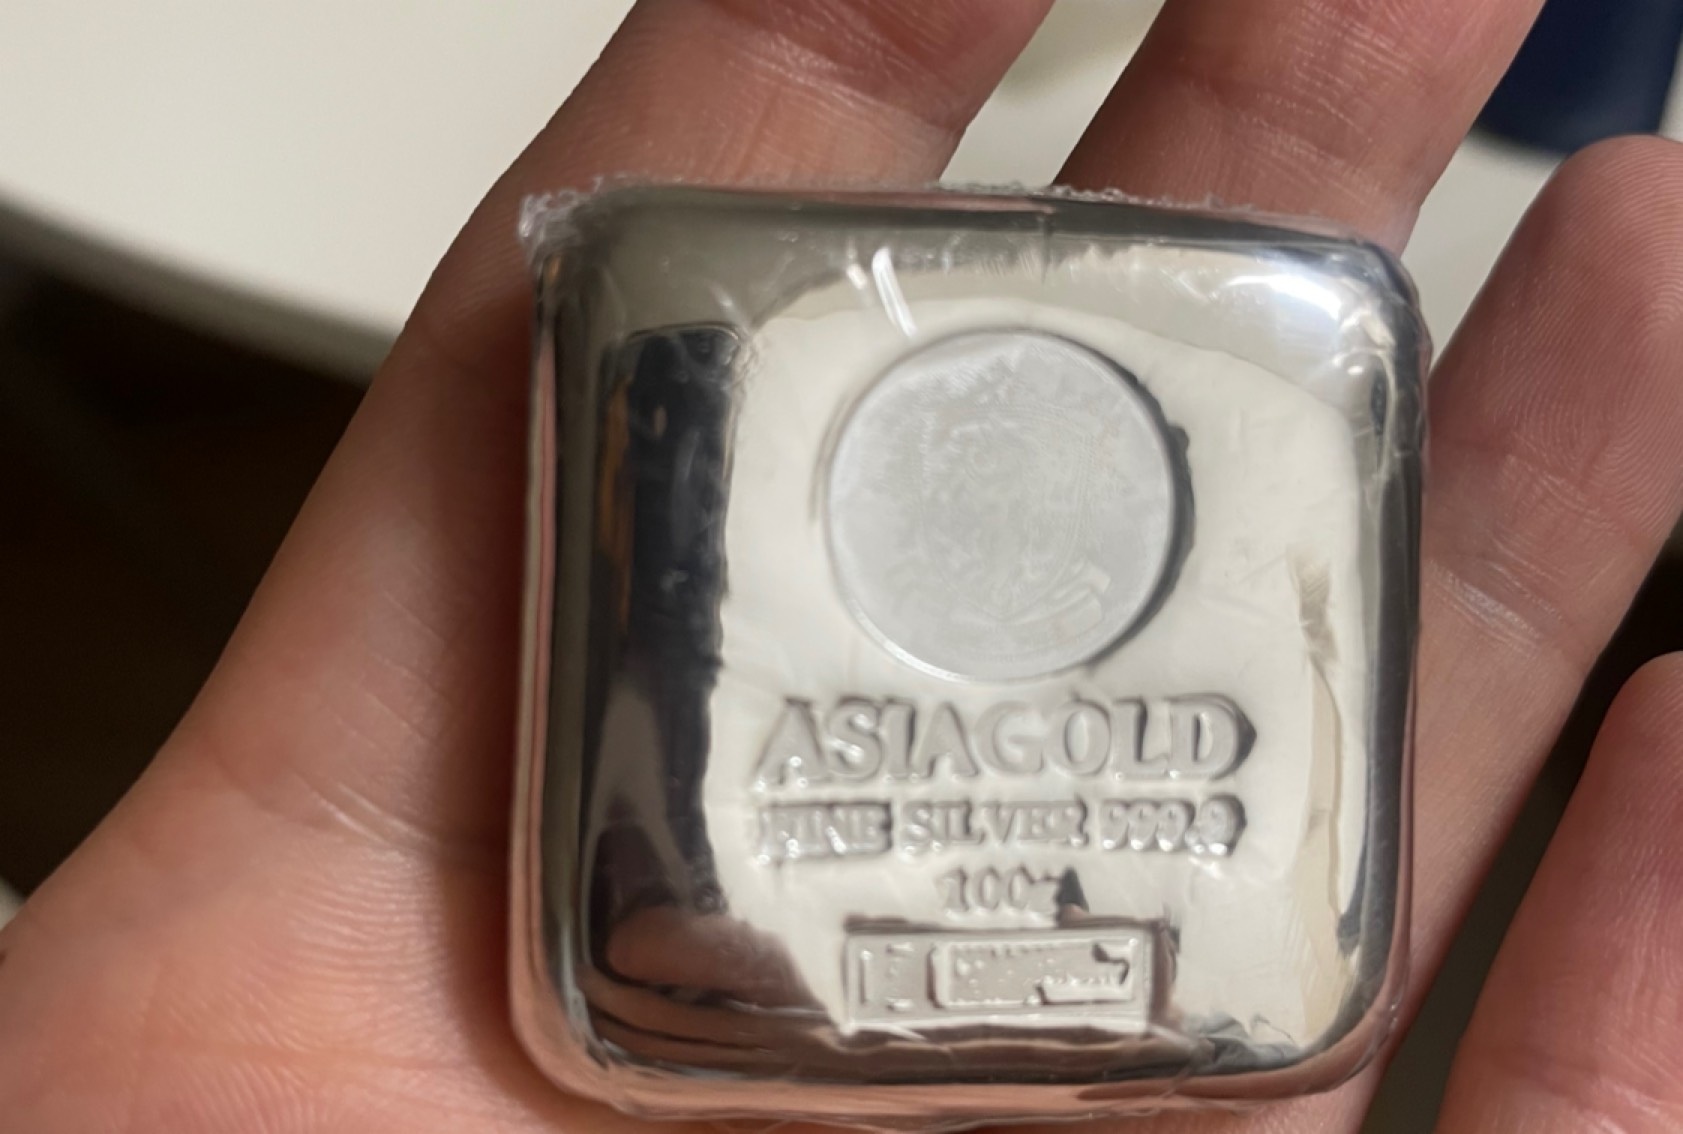 ASIAGOLD
FINE SILVER 999.9
10oz